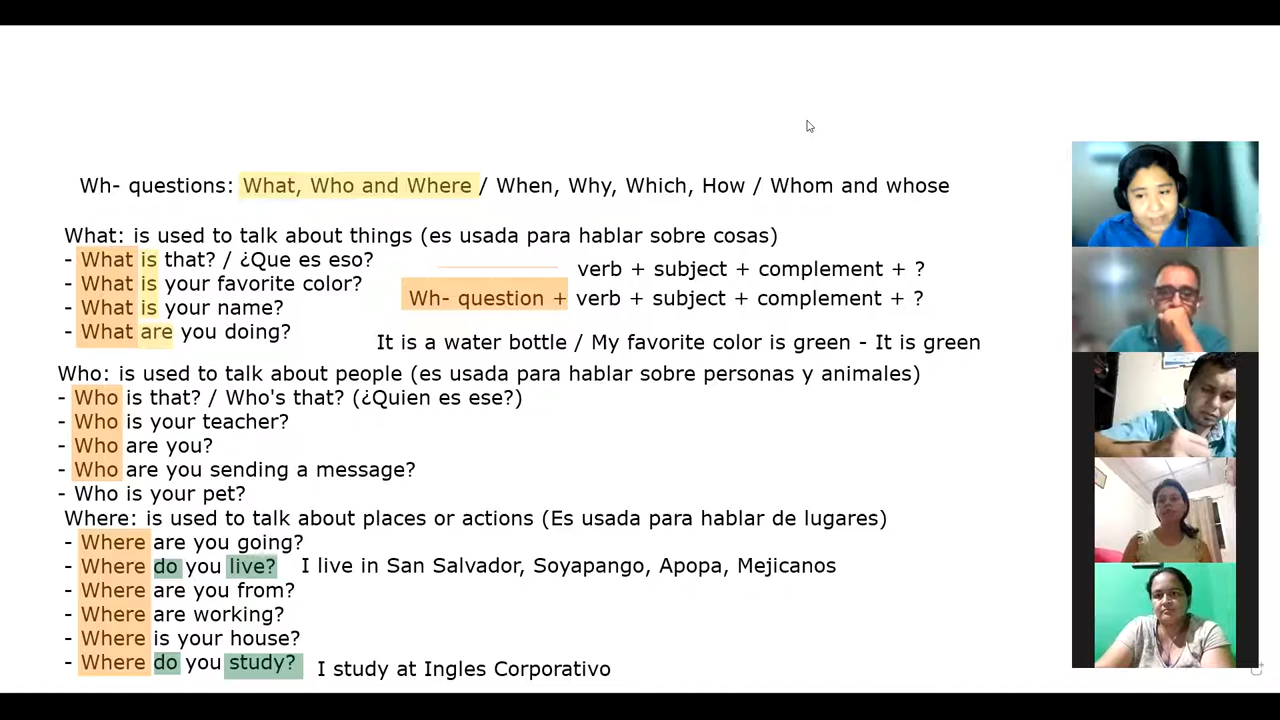 Wh- questions: What, Who and Where / When, Why, Which, How / Whom and whose
What: is used to talk about things (es usada para hablar sobre cosas)
- What is that? / ¿Que es eso?
- What is your favorite color?
- What is your name?
- What are you doing?
verb + subject + complement + ?
Wh- question + verb + subject + complement + ?
It is a water bottle / My favorite color is green - It is green
Who: is used to talk about people (es usada para hablar sobre personas y animales)
- Who is that? / Who's that? (¿Quien es ese?)
- Who is your teacher?
- Who are you?
- Who are you sending a message?
- Who is your pet?
Where: is used to talk about places or actions (Es usada para hablar de lugares)
- Where are you going?
- Where do you live? I live in San Salvador, Soyapango, Apopa, Mejicanos
- Where are you from?
- Where are working?
- Where is your house?
- Where do you study? I study at Ingles Corporativo